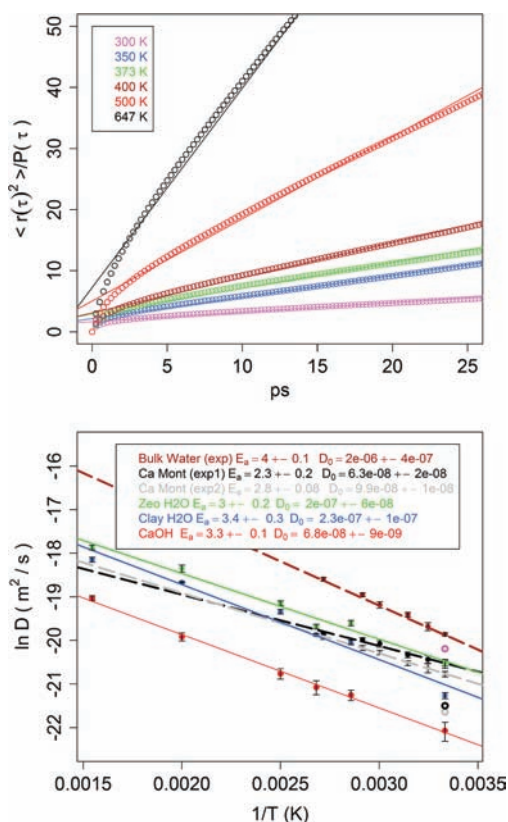 300 K
350 K
373 K
400 K
500 K
647 K
< r(τ)² >/P(τ)
0 10 20 30 40 50
0 5 10 15 20 25
ps
Bulk Water (exp) Eₐ = 4 +− 0.1 D₀ = 2e−06 +− 4e−07
Ca Mont (exp1) Eₐ = 2.3 +− 0.2 D₀ = 6.3e−08 +− 2e−08
Ca Mont (exp2) Eₐ = 2.8 +− 0.08 D₀ = 9.9e−08 +− 1e−08
Zeo H2O Eₐ = 3 +− 0.2 D₀ = 2e−07 +− 6e−08
Clay H2O Eₐ = 3.4 +− 0.3 D₀ = 2.3e−07 +− 1e−07
CaOH Eₐ = 3.3 +− 0.1 D₀ = 6.8e−08 +− 9e−09
ln D ( m² / s )
-22 -21 -20 -19 -18 -17 -16
0.0015 0.0020 0.0025 0.0030 0.0035
1/T (K)